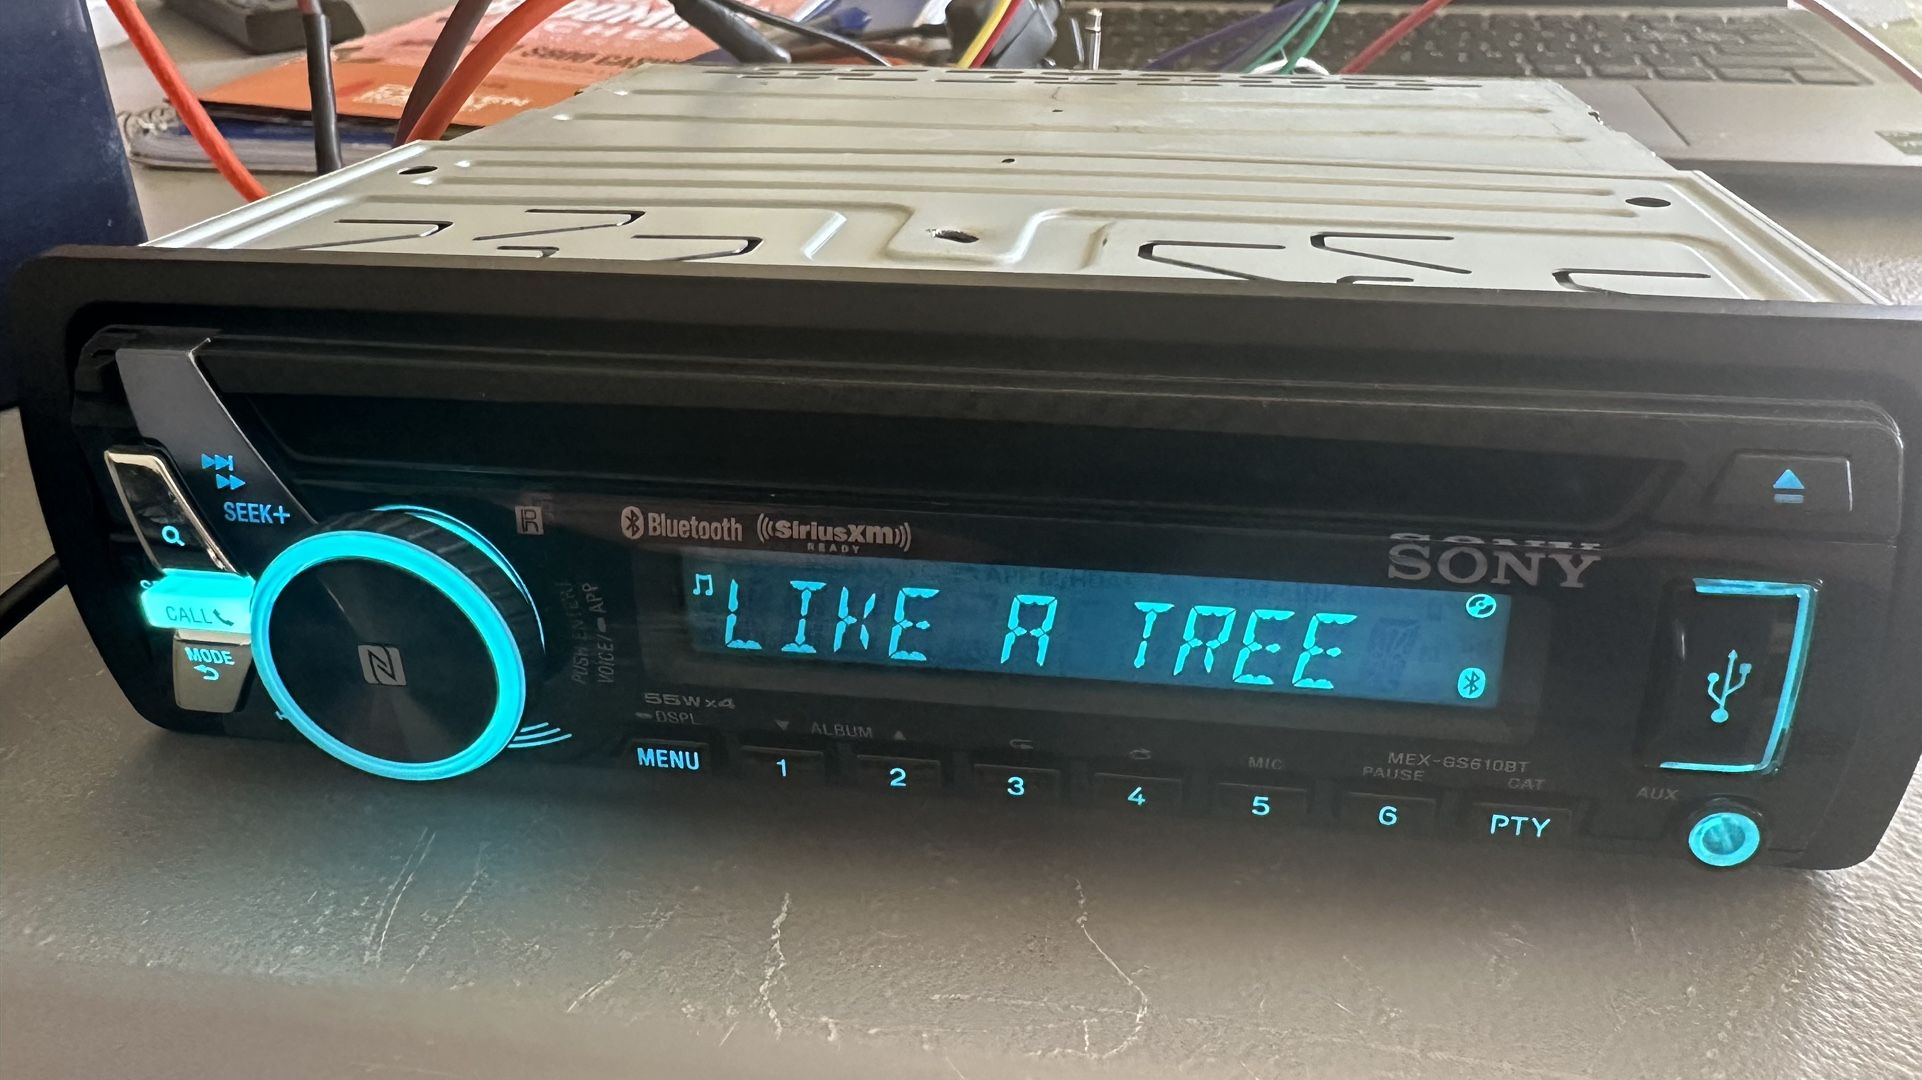 SEEK+
Bluetooth
SiriusXm
READY
SONY
CALL
MODE
PUSH ENTER/
VOICE/ APP
LIKE A TREE
55W x4
DSPL
MENU
ALBUM
1
2
3
4
MIC
5
MEX-GS610BT
PAUSE
6
CAT
PTY
AUX